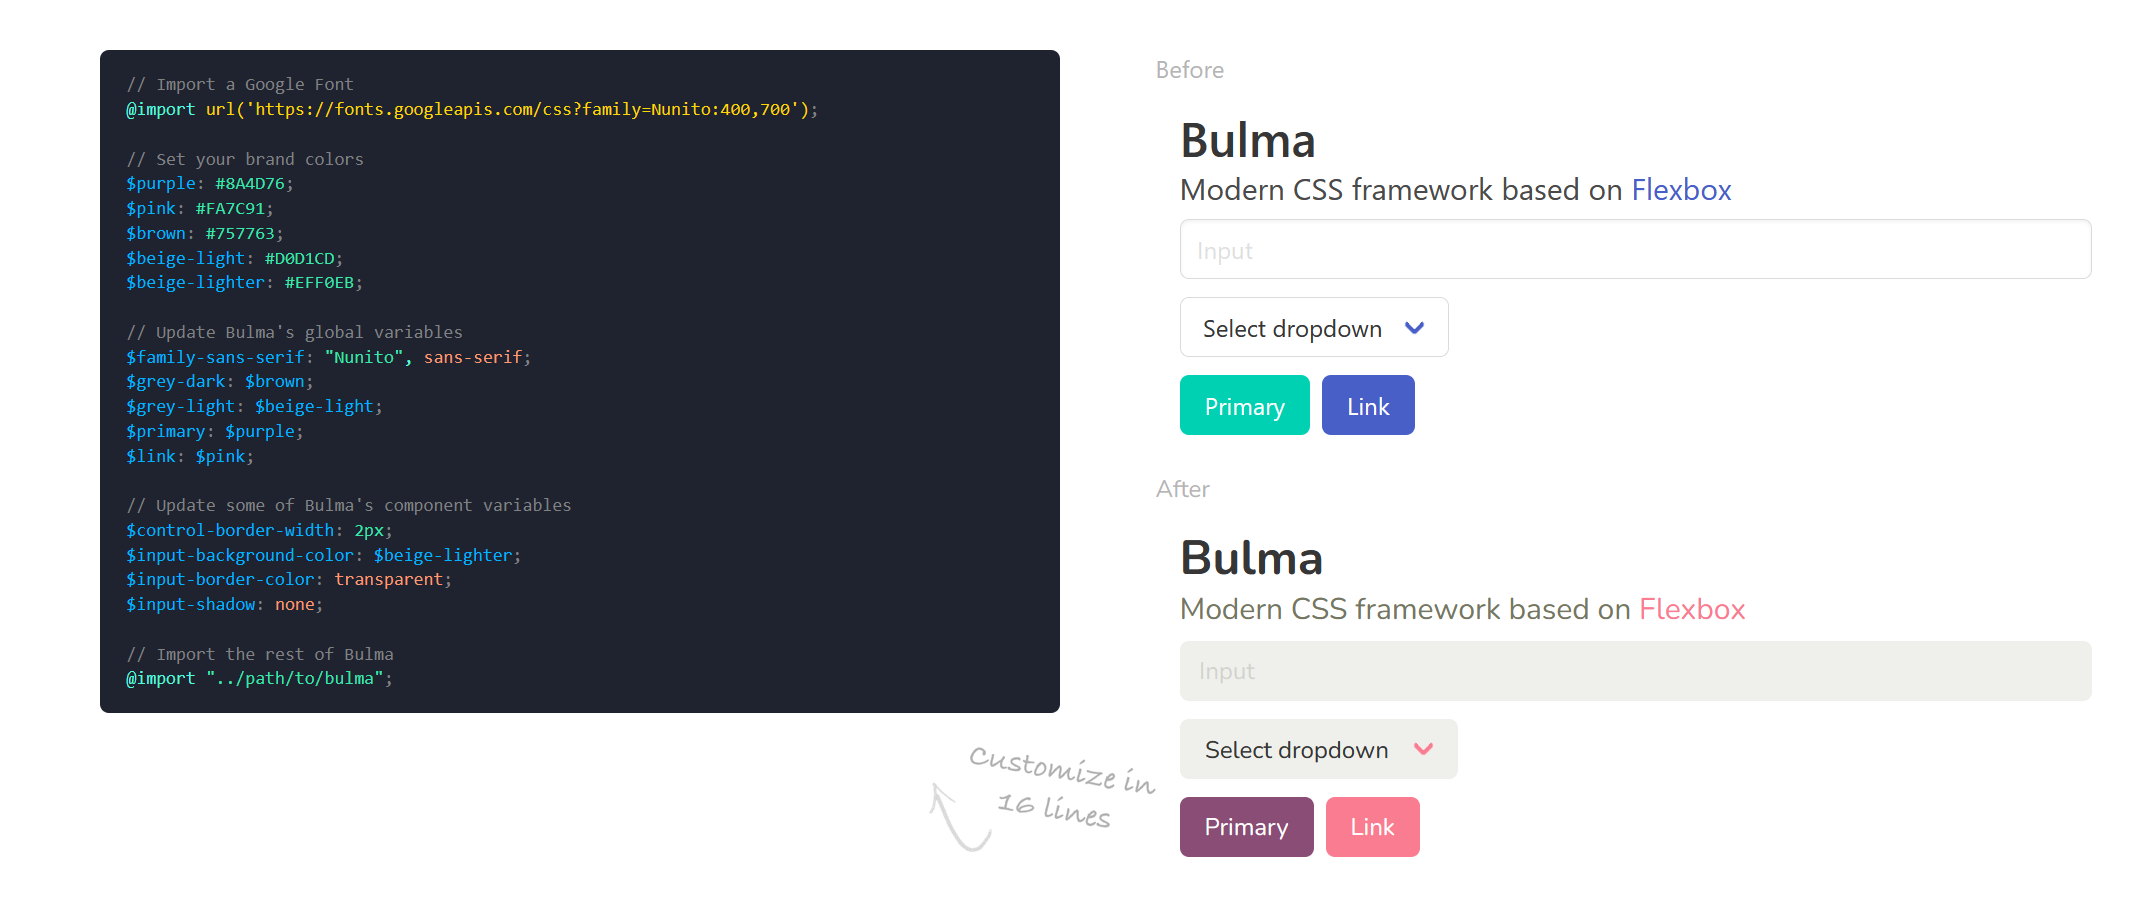 // Import a Google Font
@import url('https://fonts.googleapis.com/css?family=Nunito:400,700');
// Set your brand colors
$purple: #8A4D76;
$pink: #FA7C91;
$brown: #757763;
$beige-light: #D0D1CD;
$beige-lighter: #EFF0EB;
// Update Bulma's global variables
$family-sans-serif: "Nunito", sans-serif;
$grey-dark: $brown;
$grey-light: $beige-light;
$primary: $purple;
$link: $pink;
// Update some of Bulma's component variables
$control-border-width: 2px;
$input-background-color: $beige-lighter;
$input-border-color: transparent;
$input-shadow: none;
// Import the rest of Bulma
@import "../path/to/bulma";
Customize in
16 lines
Before
Bulma
Modern CSS framework based on Flexbox
Input
Select dropdown
Primary Link
After
Bulma
Modern CSS framework based on Flexbox
Input
Select dropdown
Primary Link